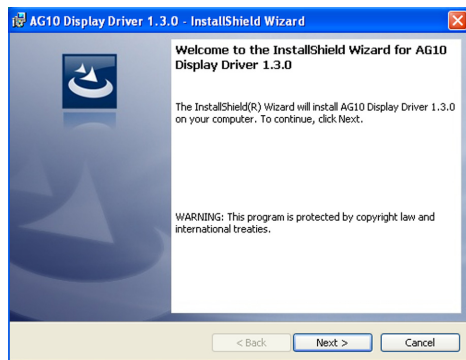 AG10 Display Driver 1.3.0 - InstallShield Wizard
Welcome to the InstallShield Wizard for AG10
Display Driver 1.3.0
The InstallShield(R) Wizard will install AG10 Display Driver 1.3.0
on your computer. To continue, click Next.
WARNING: This program is protected by copyright law and
international treaties.
< Back
Next >
Cancel